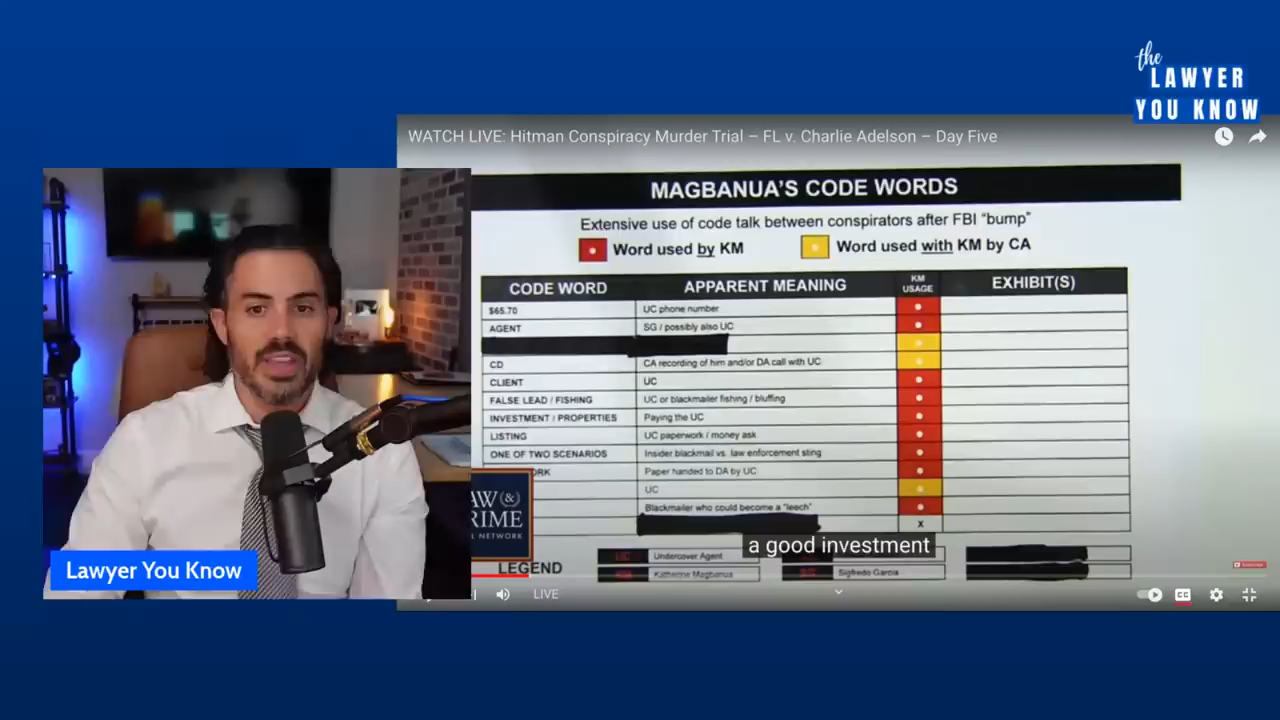 the
LAWYER
YOU KNOW
WATCH LIVE: Hitman Conspiracy Murder Trial – FL v. Charlie Adelson – Day Five
MAGBANUA'S CODE WORDS
Extensive use of code talk between conspirators after FBI "bump"
Word used by KM
Word used with KM by CA
CODE WORD APPARENT MEANING KM USAGE EXHIBIT(S)
$65.70 UC phone number
AGENT SG / possibly also UC
CD CA recording of him and/or DA call with UC
CLIENT UC
FALSE LEAD / FISHING UC or blackmailer fishing / bluffing
INVESTMENT / PROPERTIES Paying the UC
LISTING UC paperwork / money ask
ONE OF TWO SCENARIOS Insider blackmail vs. law enforcement sting
Paper handed to DA by UC
UC
Blackmailer who could become a "leech"
X
a good investment
LEGEND
UC Undercover Agent
Katherine Magbanua
Sigfredo Garcia
LIVE
CC
Lawyer You Know